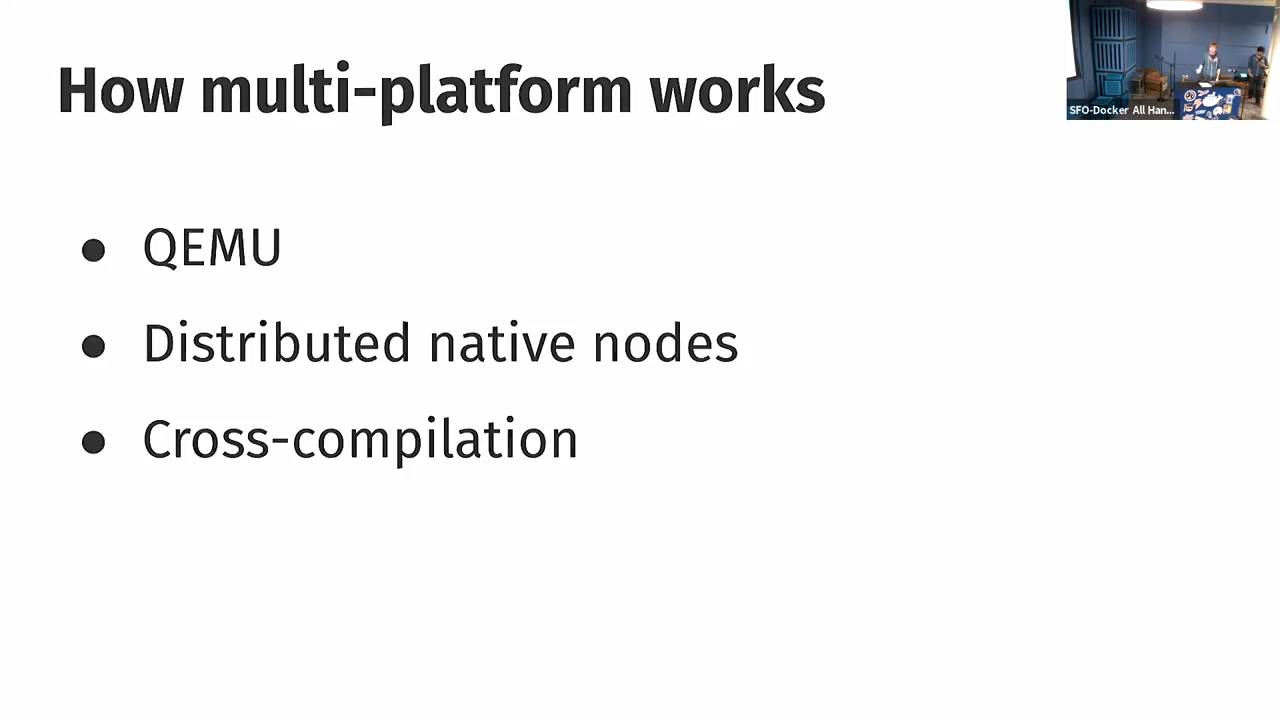 How multi-platform works
SFO-Docker All Han...
● QEMU
● Distributed native nodes
● Cross-compilation